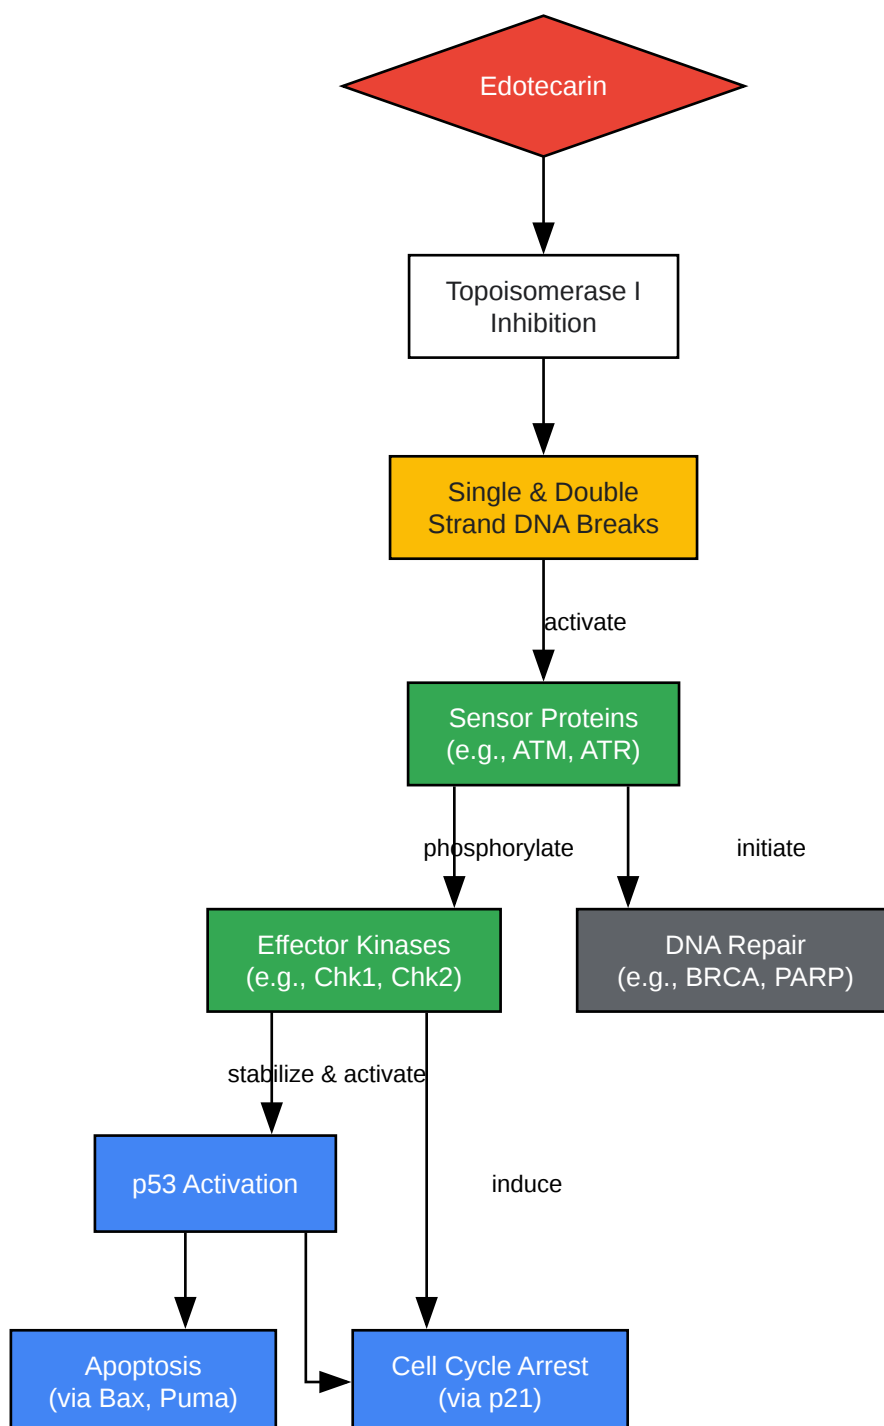 Edotecarin
Topoisomerase I
Inhibition
Single & Double
Strand DNA Breaks
activate
Sensor Proteins
(e.g., ATM, ATR)
phosphorylate
initiate
Effector Kinases
(e.g., Chk1, Chk2)
DNA Repair
(e.g., BRCA, PARP)
stabilize & activate
p53 Activation
induce
Apoptosis
(via Bax, Puma)
Cell Cycle Arrest
(via p21)